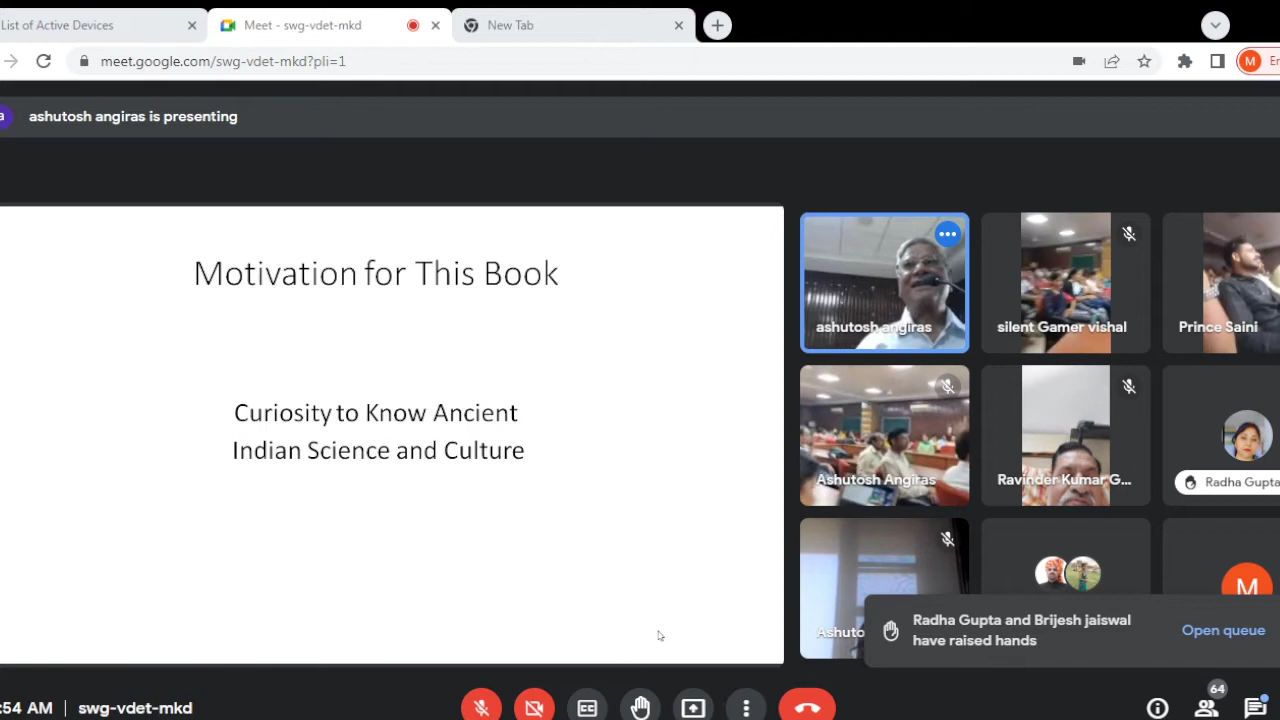 List of Active Devices
Meet - swg-vdet-mkd
New Tab
meet.google.com/swg-vdet-mkd?pli=1
M
ashutosh angiras is presenting
Motivation for This Book
Curiosity to Know Ancient
Indian Science and Culture
ashutosh angiras
silent Gamer vishal
Prince Saini
Ashutosh Angiras
Ravinder Kumar G...
Radha Gupta
M
Radha Gupta and Brijesh jaiswal
have raised hands
Open queue
:54 AM | swg-vdet-mkd
CC
64